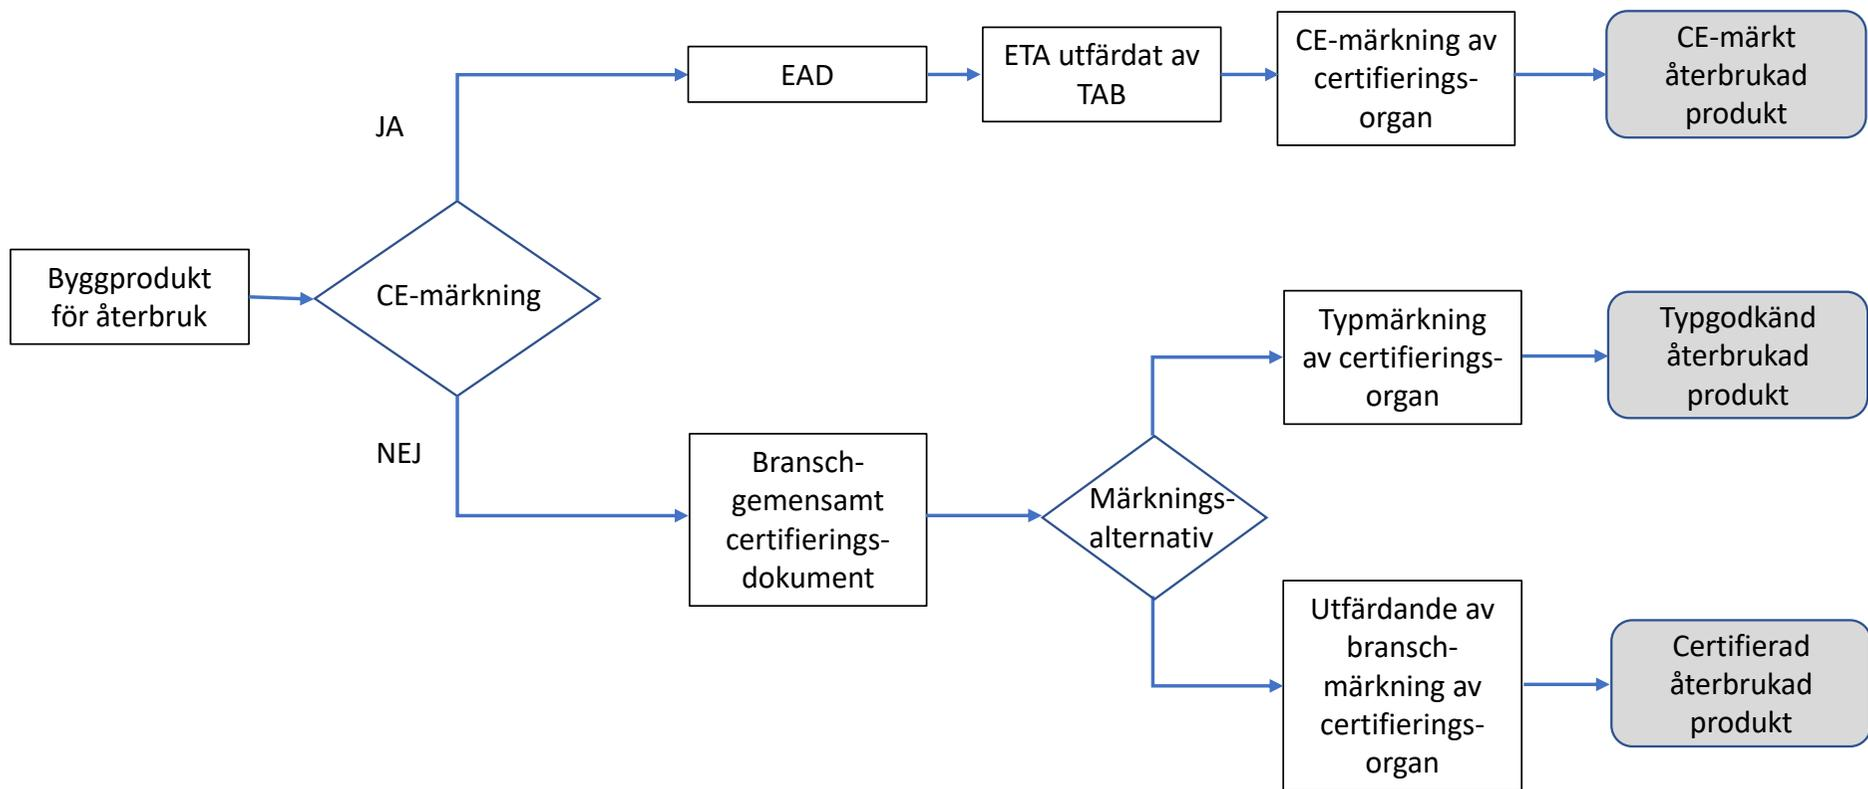 Byggprodukt
för återbruk
CE-märkning
JA
EAD
ETA utfärdat av
TAB
CE-märkning av
certifierings-
organ
CE-märkt
återbrukad
produkt
NEJ
Bransch-
gemensamt
certifierings-
dokument
Märknings-
alternativ
Typmärkning
av certifierings-
organ
Typgodkänd
återbrukad
produkt
Utfärdande av
bransch-
märkning av
certifierings-
organ
Certifierad
återbrukad
produkt